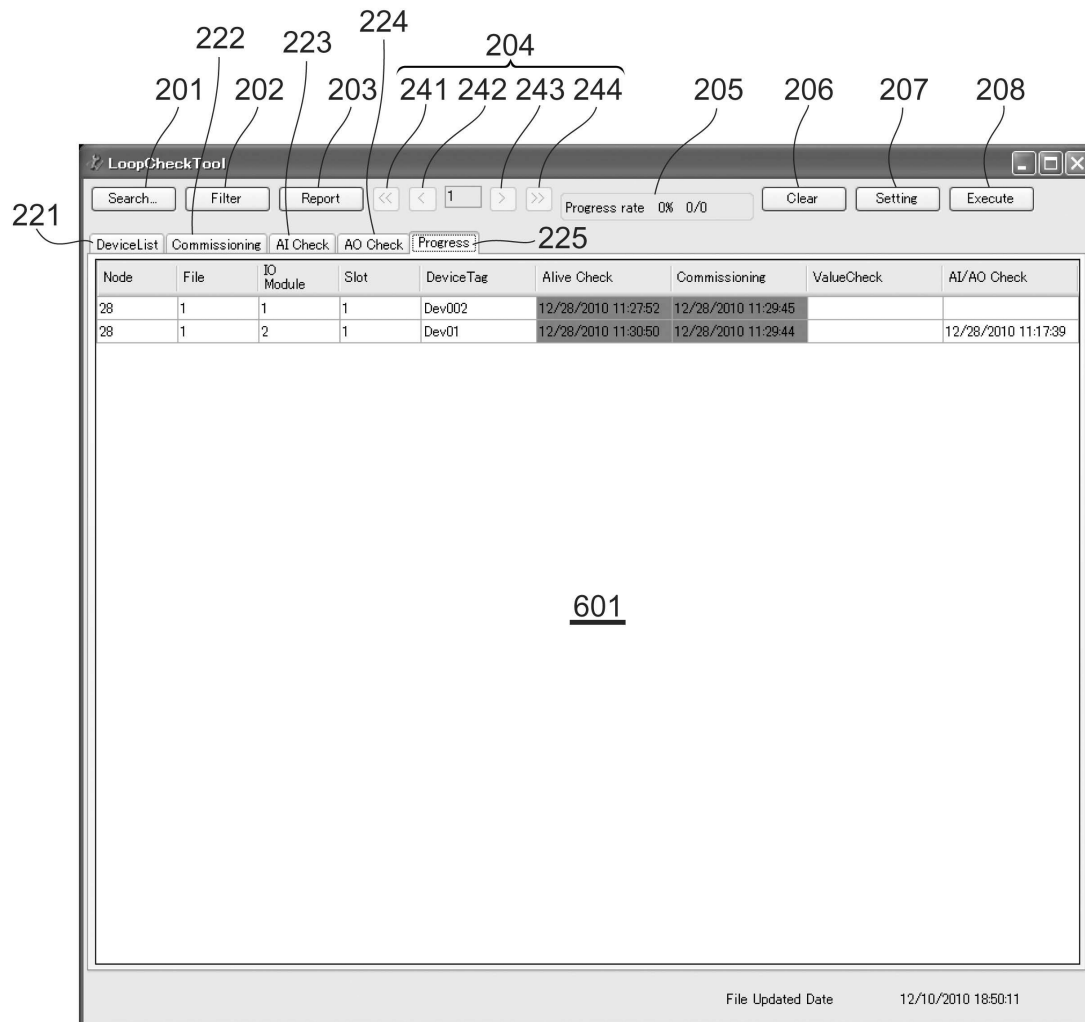 224
222 223 204
201 202 203 241 242 243 244 205 206 207 208
LoopCheckTool
Search... Filter Report << < 1 > >> Progress rate 0% 0/0 Clear Setting Execute
221
DeviceList Commissioning AI Check AO Check Progress 225
Node File IO Module Slot DeviceTag Alive Check Commissioning ValueCheck AI/AO Check
28 1 1 1 Dev002 12/28/2010 11:27:52 12/28/2010 11:29:45
28 1 2 1 Dev01 12/28/2010 11:30:50 12/28/2010 11:29:44 12/28/2010 11:17:39
601
File Updated Date 12/10/2010 18:50:11